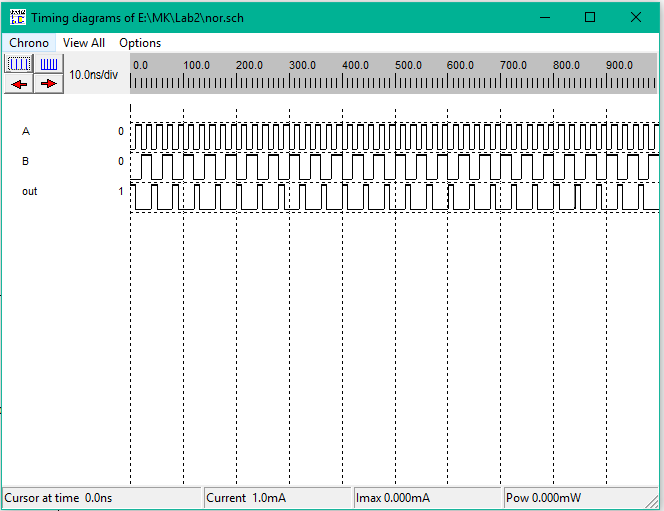 Timing diagrams of E:\MK\Lab2\nor.sch
Chrono View All Options
10.0ns/div
0.0 100.0 200.0 300.0 400.0 500.0 600.0 700.0 800.0 900.0
A 0
B 0
out 1
Cursor at time 0.0ns Current 1.0mA Imax 0.000mA Pow 0.000mW